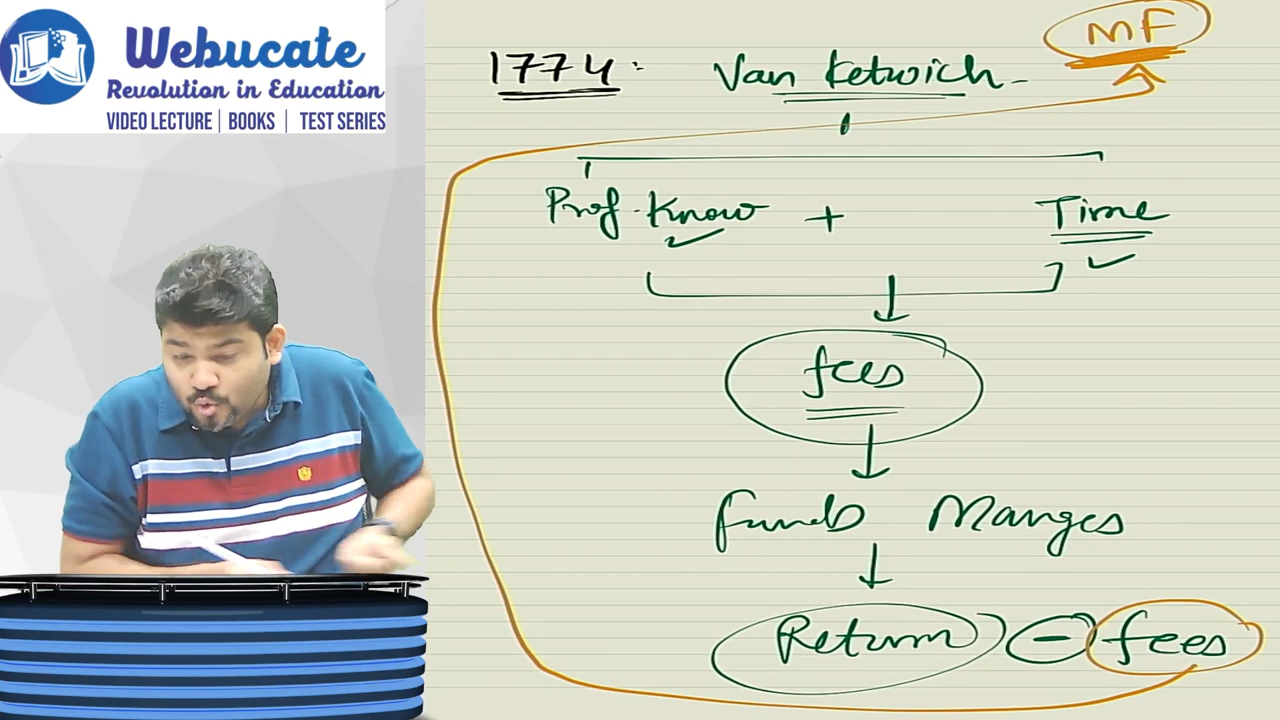 Webucate
Revolution in Education
VIDEO LECTURE | BOOKS | TEST SERIES
MF
1774: Van Ketwich
Prof. Know + Time
fees
funds Manges
Return - fees